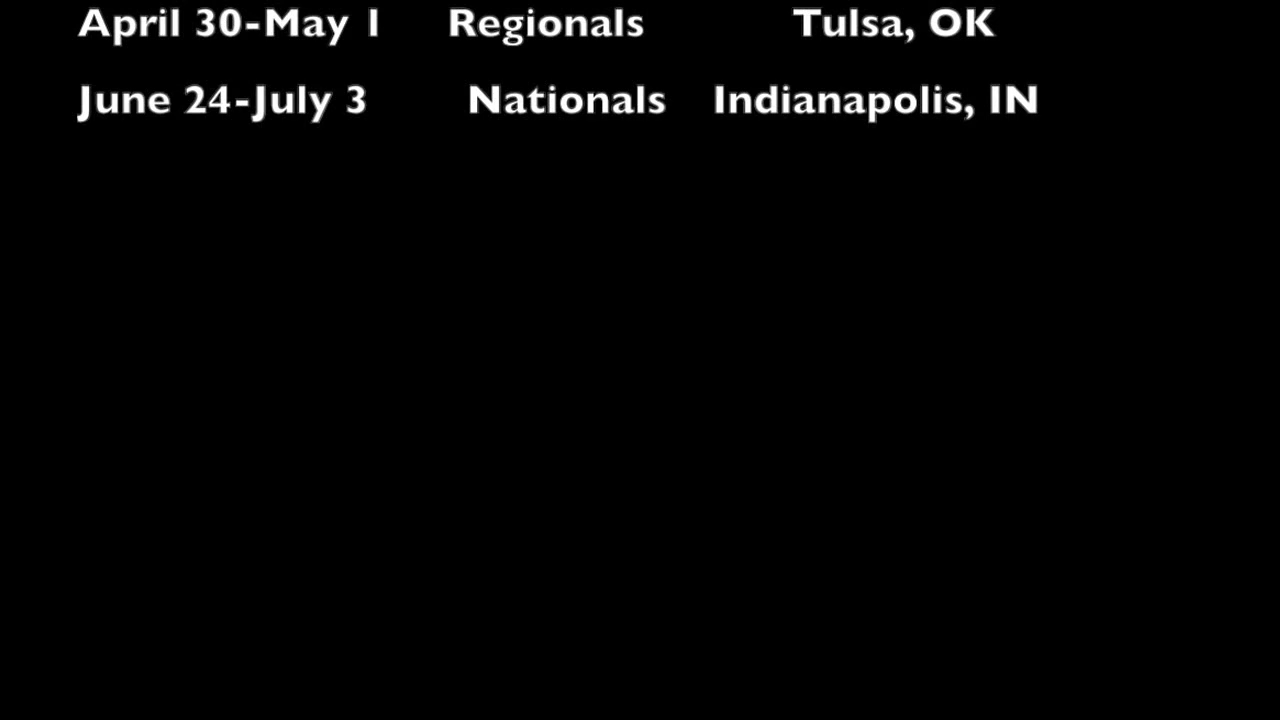 April 30-May 1 Regionals Tulsa, OK
June 24-July 3 Nationals Indianapolis, IN